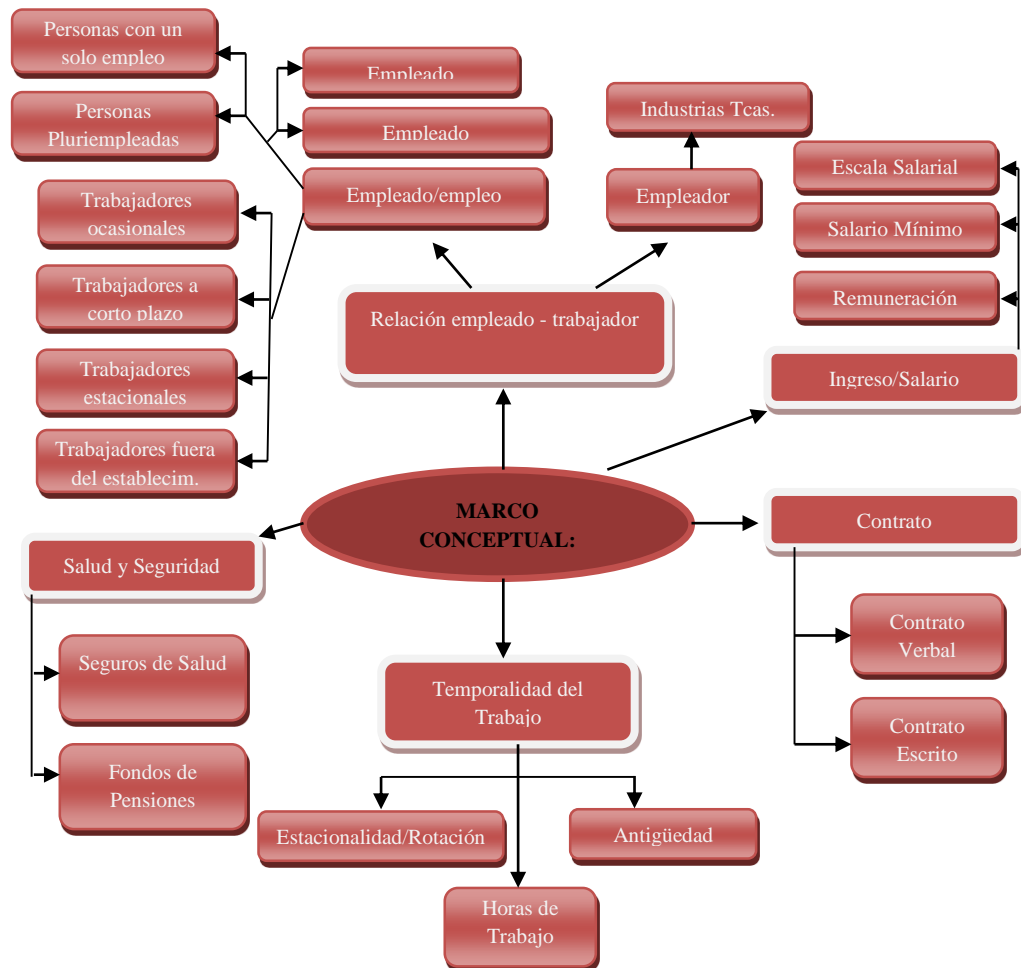 Personas con un
solo empleo
Personas
Pluriempleadas
Empleado
Empleado
Empleado/empleo
Industrias Tcas.
Empleador
Escala Salarial
Salario Mínimo
Remuneración
Ingreso/Salario
Trabajadores
ocasionales
Trabajadores a
corto plazo
Trabajadores
estacionales
Trabajadores fuera
del establecim.
Relación empleado - trabajador
MARCO
CONCEPTUAL:
Contrato
Contrato
Verbal
Contrato
Escrito
Salud y Seguridad
Seguros de Salud
Fondos de
Pensiones
Temporalidad del
Trabajo
Estacionalidad/Rotación
Antigüedad
Horas de
Trabajo